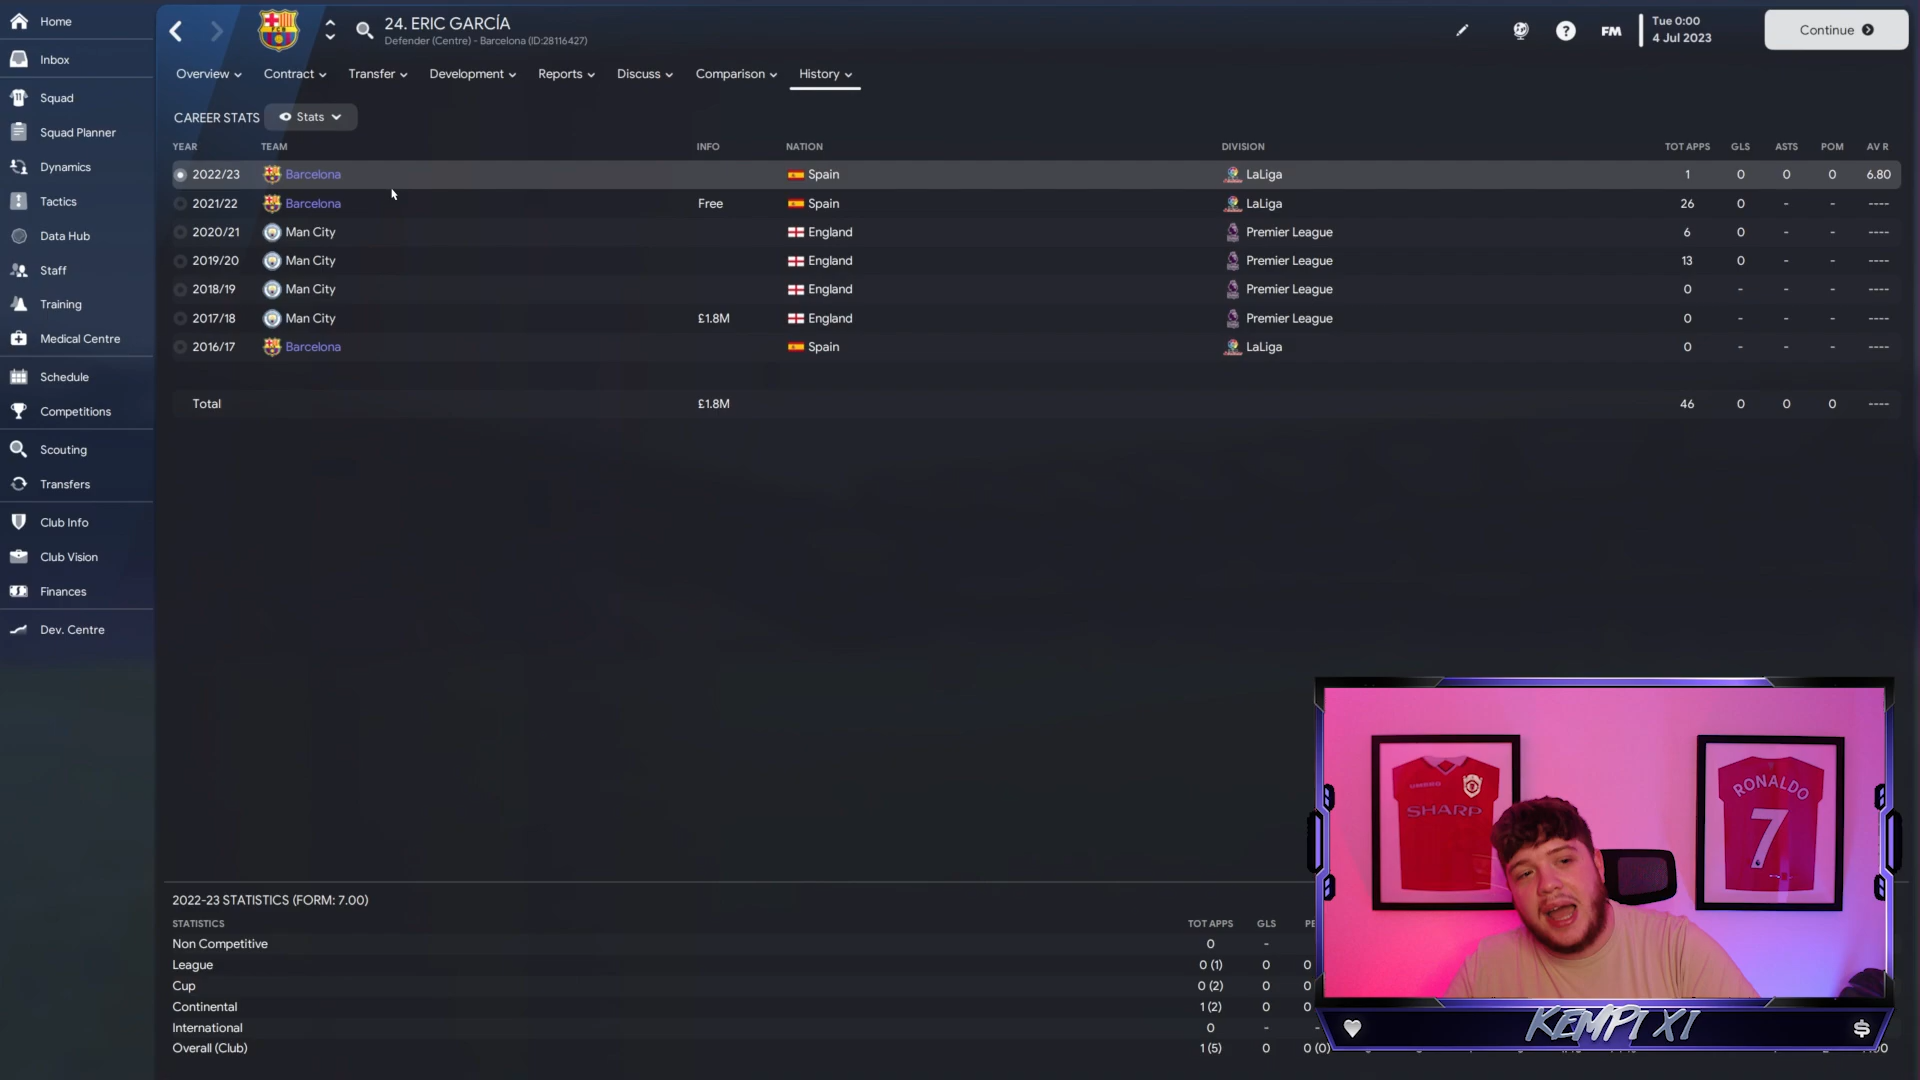 Home
Inbox
Squad
Squad Planner
Dynamics
Tactics
Data Hub
Staff
Training
Medical Centre
Schedule
Competitions
Scouting
Transfers
Club Info
Club Vision
Finances
Dev. Centre
24. ERIC GARCÍA
Defender (Centre) - Barcelona (ID:28116427)
FM
Tue 0:00
4 Jul 2023
Continue
Overview Contract Transfer Development Reports Discuss Comparison History
CAREER STATS Stats
YEAR TEAM INFO NATION DIVISION TOT APPS GLS ASTS POM AV R
2022/23 Barcelona Spain LaLiga 1 0 0 0 6.80
2021/22 Barcelona Free Spain LaLiga 26 0 - - ----
2020/21 Man City England Premier League 6 0 - - ----
2019/20 Man City England Premier League 13 0 - - ----
2018/19 Man City England Premier League 0 - - - ----
2017/18 Man City £1.8M England Premier League 0 - - - ----
2016/17 Barcelona Spain LaLiga 0 - - - ----
Total £1.8M 46 0 0 0 ----
2022-23 STATISTICS (FORM: 7.00)
STATISTICS TOT APPS GLS
Non Competitive 0 -
League 0 (1) 0 0
Cup 0 (2) 0 0
Continental 1 (2) 0 0
International 0 - -
Overall (Club) 1 (5) 0 0 (0)
UMBRO
SHARP
RONALDO
7
KEMPI XI